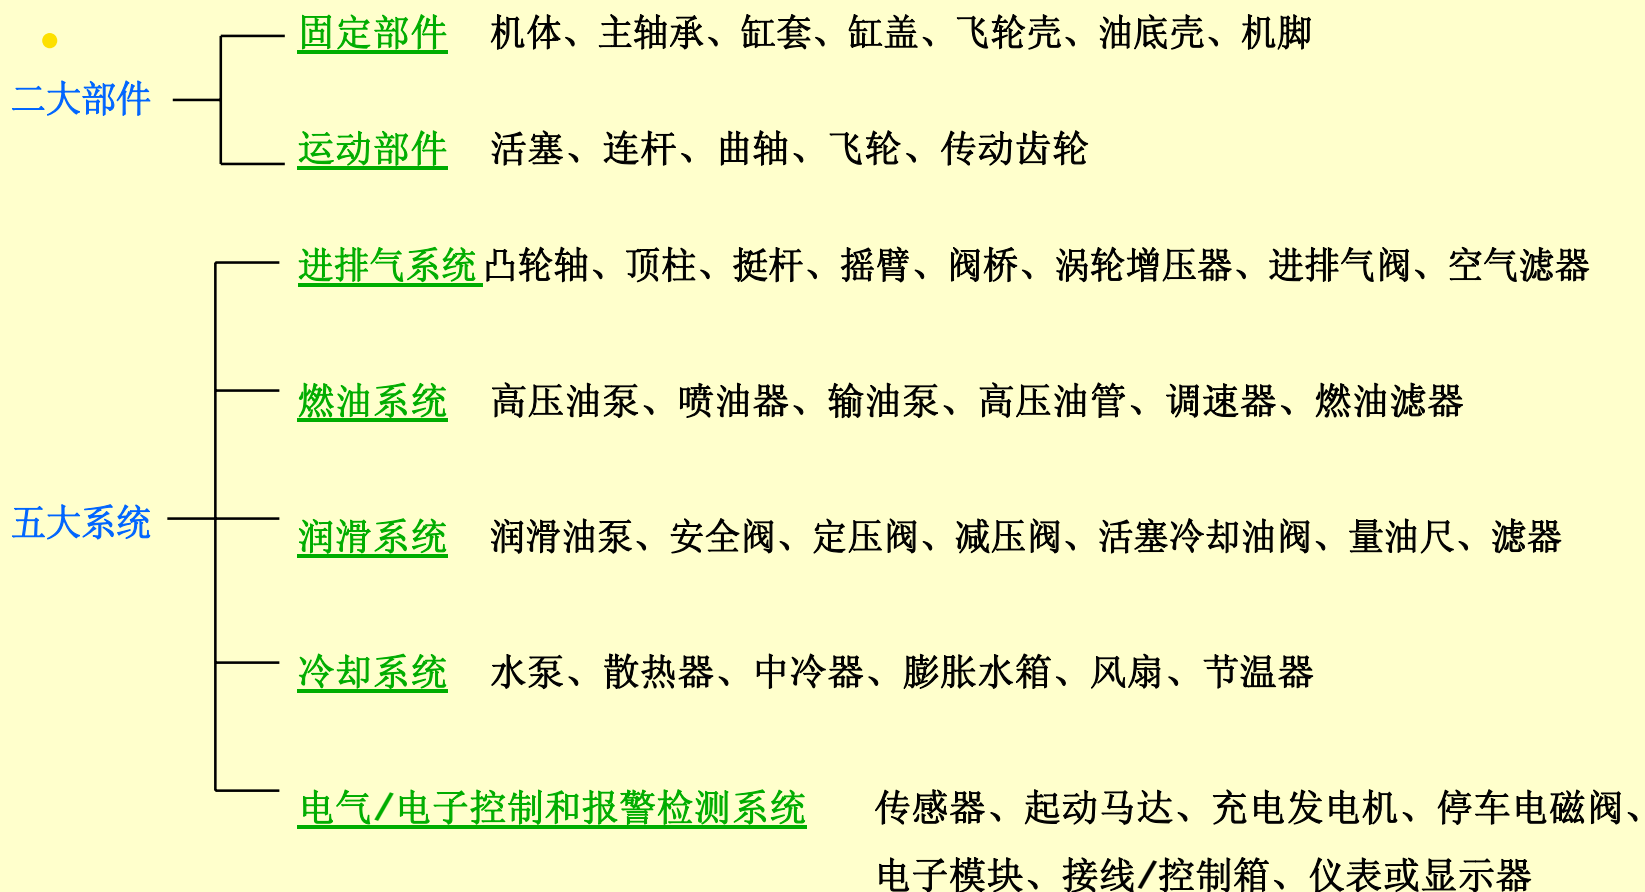 固定部件 机体、主轴承、缸套、缸盖、飞轮壳、油底壳、机脚
二大部件
运动部件 活塞、连杆、曲轴、飞轮、传动齿轮
进排气系统 凸轮轴、顶柱、挺杆、摇臂、阀桥、涡轮增压器、进排气阀、空气滤器
燃油系统 高压油泵、喷油器、输油泵、高压油管、调速器、燃油滤器
五大系统
润滑系统 润滑油泵、安全阀、定压阀、减压阀、活塞冷却油阀、量油尺、滤器
冷却系统 水泵、散热器、中冷器、膨胀水箱、风扇、节温器
电气/电子控制和报警检测系统 传感器、起动马达、充电发电机、停车电磁阀、
电子模块、接线/控制箱、仪表或显示器